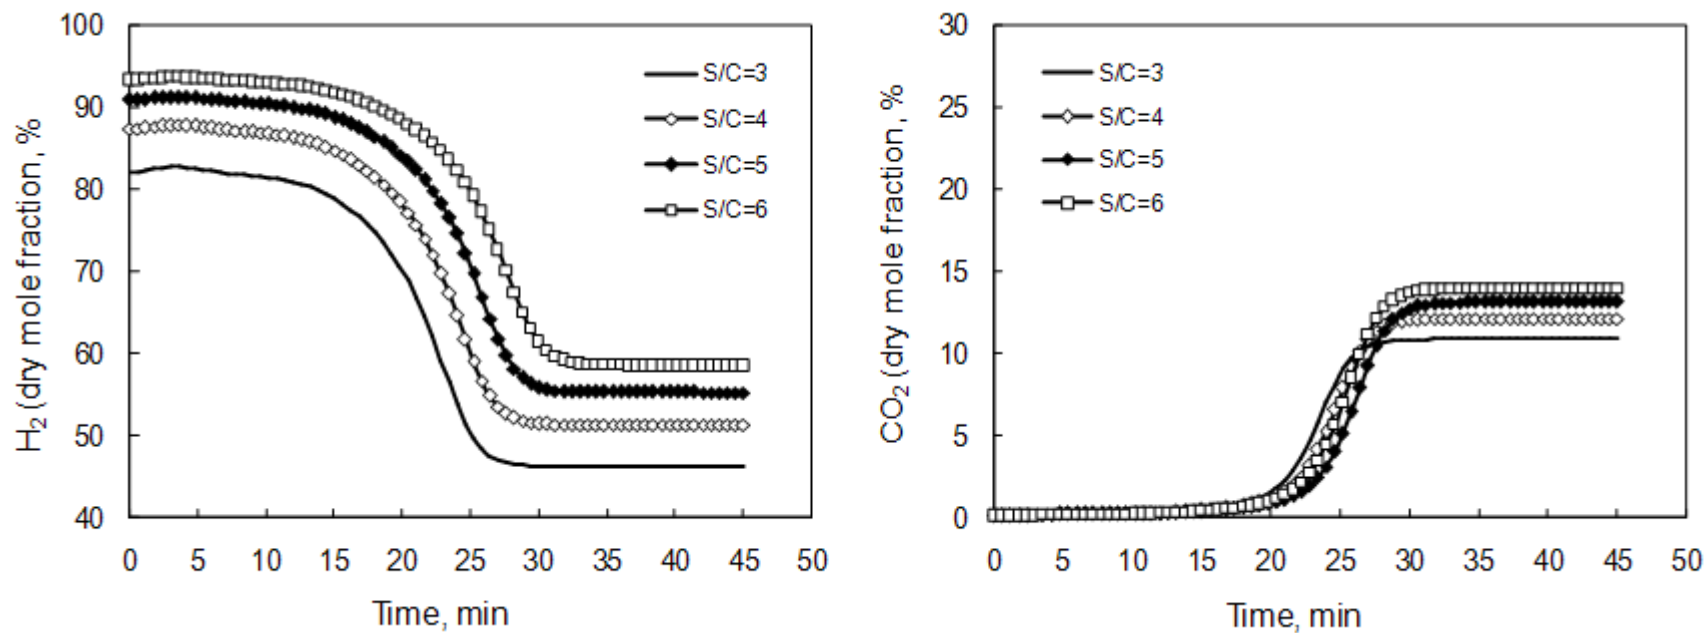 H2 (dry mole fraction, %
100
90
80
70
60
50
40
0 5 10 15 20 25 30 35 40 45 50
Time, min
S/C=3
S/C=4
S/C=5
S/C=6
CO2 (dry mole fraction, %
30
25
20
15
10
5
0
0 5 10 15 20 25 30 35 40 45 50
Time, min
S/C=3
S/C=4
S/C=5
S/C=6